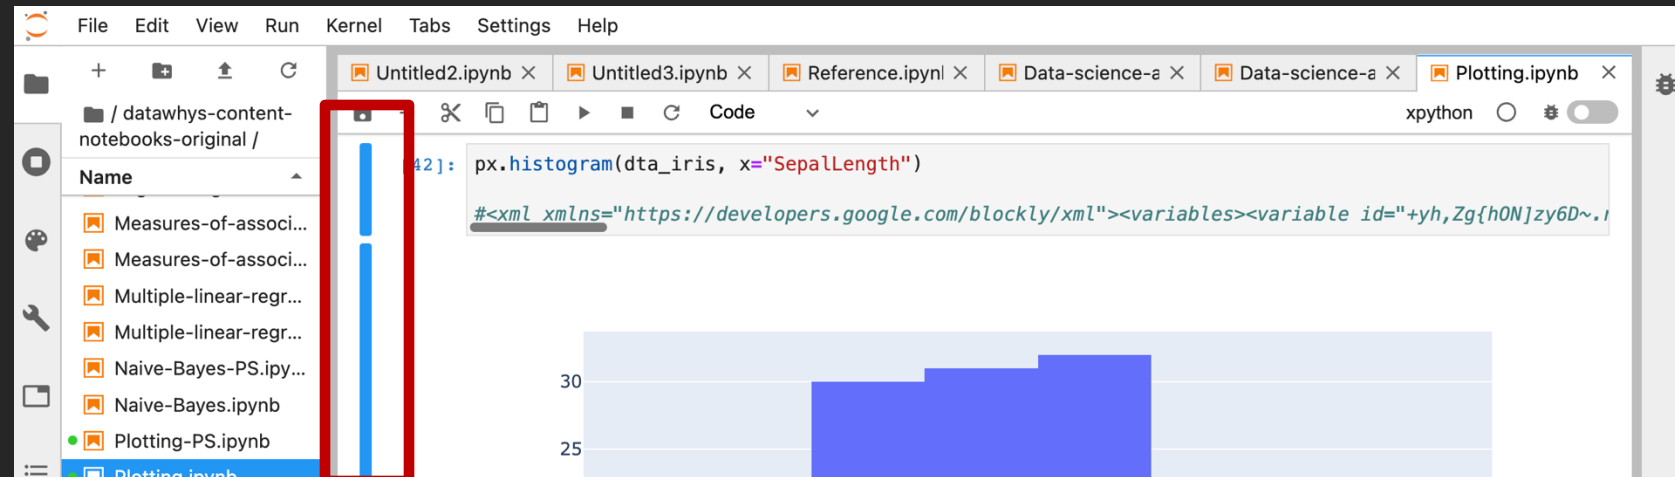 File Edit View Run Kernel Tabs Settings Help
Untitled2.ipynb Untitled3.ipynb Reference.ipynl Data-science-a Data-science-a Plotting.ipynb
/ datawhys-content-
notebooks-original /
Code xpython
Name
42]: px.histogram(dta_iris, x="SepalLength")
#<xml xmlns="https://developers.google.com/blockly/xml"><variables><variable id="+yh,Zg{hON]zy6D~.r
Measures-of-associ...
Measures-of-associ...
Multiple-linear-regr...
Multiple-linear-regr...
Naive-Bayes-PS.ipy...
Naive-Bayes.ipynb
Plotting-PS.ipynb
Plotting.ipynb
30
25